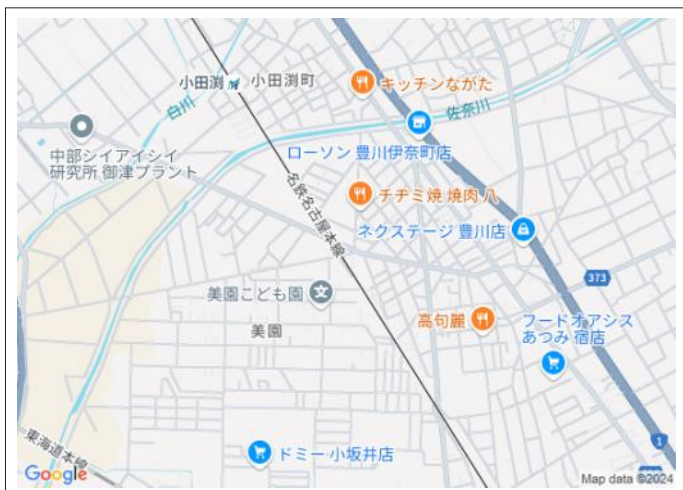 小田渕
小田渕町
キッチンながた
白川
佐奈川
中部シイアイシイ
研究所 御津プラント
ローソン 豊川伊奈町店
チヂミ焼 焼肉 八
名鉄名古屋本線
ネクステージ 豊川店
373
美園こども園
美園
高句麗
フードオアシス
あつみ 宿店
東海道本線
ドミー 小坂井店
1
Google
Map data ©2024